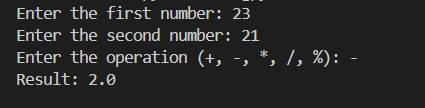 Enter the first number: 23
Enter the second number: 21
Enter the operation (+, -, *, /, %): -
Result: 2.0